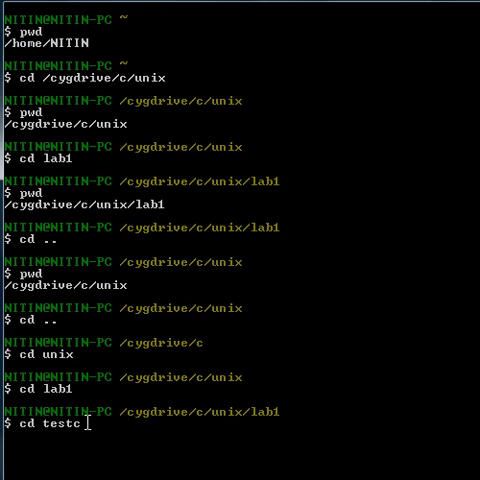 NITIN@NITIN-PC ~
$ pwd
/home/NITIN
NITIN@NITIN-PC ~
$ cd /cygdrive/c/unix
NITIN@NITIN-PC /cygdrive/c/unix
$ pwd
/cygdrive/c/unix
NITIN@NITIN-PC /cygdrive/c/unix
$ cd lab1
NITIN@NITIN-PC /cygdrive/c/unix/lab1
$ pwd
/cygdrive/c/unix/lab1
NITIN@NITIN-PC /cygdrive/c/unix/lab1
$ cd ..
NITIN@NITIN-PC /cygdrive/c/unix
$ pwd
/cygdrive/c/unix
NITIN@NITIN-PC /cygdrive/c/unix
$ cd ..
NITIN@NITIN-PC /cygdrive/c
$ cd unix
NITIN@NITIN-PC /cygdrive/c/unix
$ cd lab1
NITIN@NITIN-PC /cygdrive/c/unix/lab1
$ cd testc